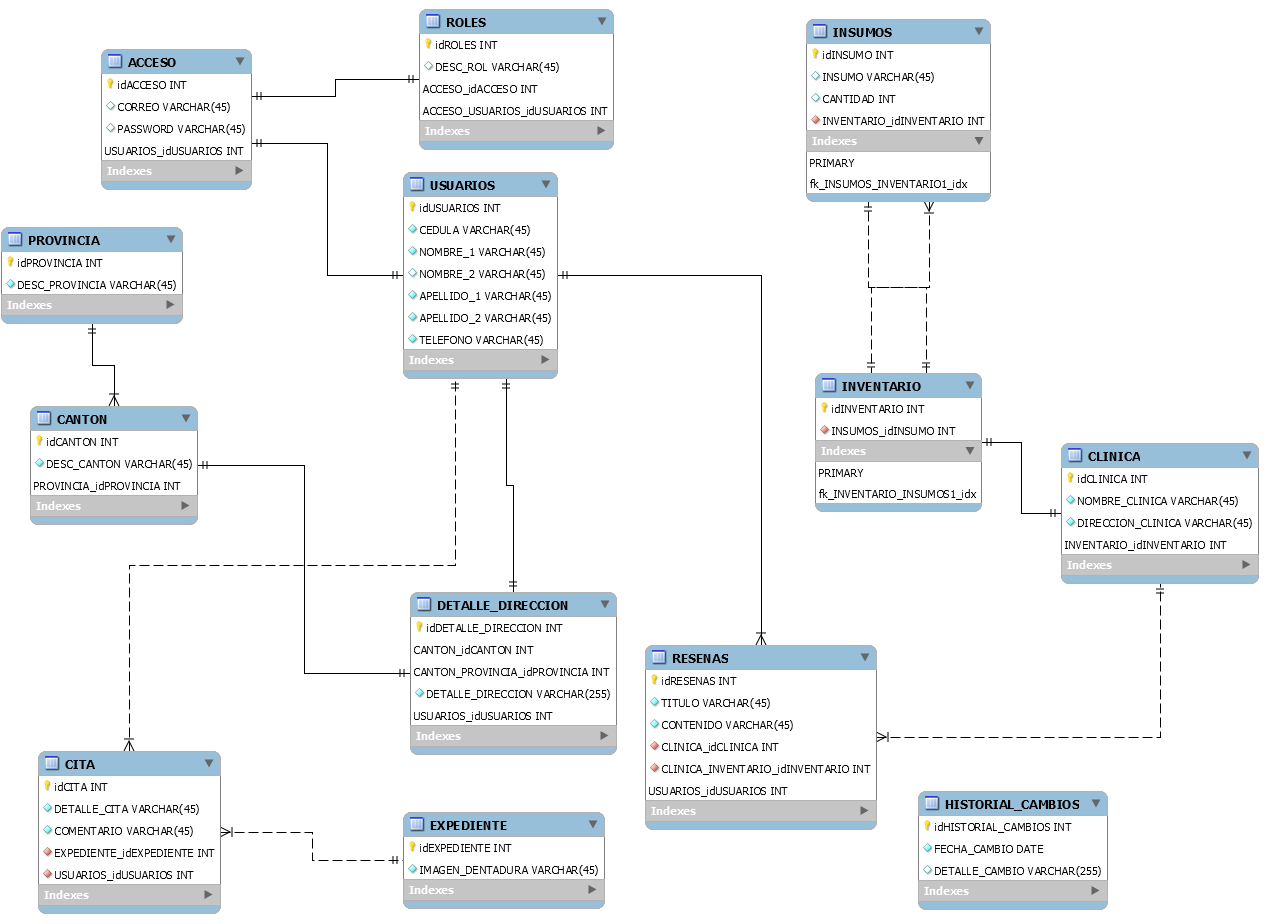 ROLES
idROLES INT
DESC_ROL VARCHAR(45)
ACCESO_idACCESO INT
ACCESO_USUARIOS_idUSUARIOS INT
Indexes
ACCESO
idACCESO INT
CORREO VARCHAR(45)
PASSWORD VARCHAR(45)
USUARIOS_idUSUARIOS INT
Indexes
INSUMOS
idINSUMO INT
INSUMO VARCHAR(45)
CANTIDAD INT
INVENTARIO_idINVENTARIO INT
Indexes
PRIMARY
fk_INSUMOS_INVENTARIO1_idx
USUARIOS
idUSUARIOS INT
CEDULA VARCHAR(45)
NOMBRE_1 VARCHAR(45)
NOMBRE_2 VARCHAR(45)
APELLIDO_1 VARCHAR(45)
APELLIDO_2 VARCHAR(45)
TELEFONO VARCHAR(45)
Indexes
PROVINCIA
idPROVINCIA INT
DESC_PROVINCIA VARCHAR(45)
Indexes
CANTON
idCANTON INT
DESC_CANTON VARCHAR(45)
PROVINCIA_idPROVINCIA INT
Indexes
INVENTARIO
idINVENTARIO INT
INSUMOS_idINSUMO INT
Indexes
PRIMARY
fk_INVENTARIO_INSUMOS1_idx
CLINICA
idCLINICA INT
NOMBRE_CLINICA VARCHAR(45)
DIRECCION_CLINICA VARCHAR(45)
INVENTARIO_idINVENTARIO INT
Indexes
DETALLE_DIRECCION
idDETALLE_DIRECCION INT
CANTON_idCANTON INT
CANTON_PROVINCIA_idPROVINCIA INT
DETALLE_DIRECCION VARCHAR(255)
USUARIOS_idUSUARIOS INT
Indexes
RESENAS
idRESENAS INT
TITULO VARCHAR(45)
CONTENIDO VARCHAR(45)
CLINICA_idCLINICA INT
CLINICA_INVENTARIO_idINVENTARIO INT
USUARIOS_idUSUARIOS INT
Indexes
CITA
idCITA INT
DETALLE_CITA VARCHAR(45)
COMENTARIO VARCHAR(45)
EXPEDIENTE_idEXPEDIENTE INT
USUARIOS_idUSUARIOS INT
Indexes
EXPEDIENTE
idEXPEDIENTE INT
IMAGEN_DENTADURA VARCHAR(45)
Indexes
HISTORIAL_CAMBIOS
idHISTORIAL_CAMBIOS INT
FECHA_CAMBIO DATE
DETALLE_CAMBIO VARCHAR(255)
Indexes